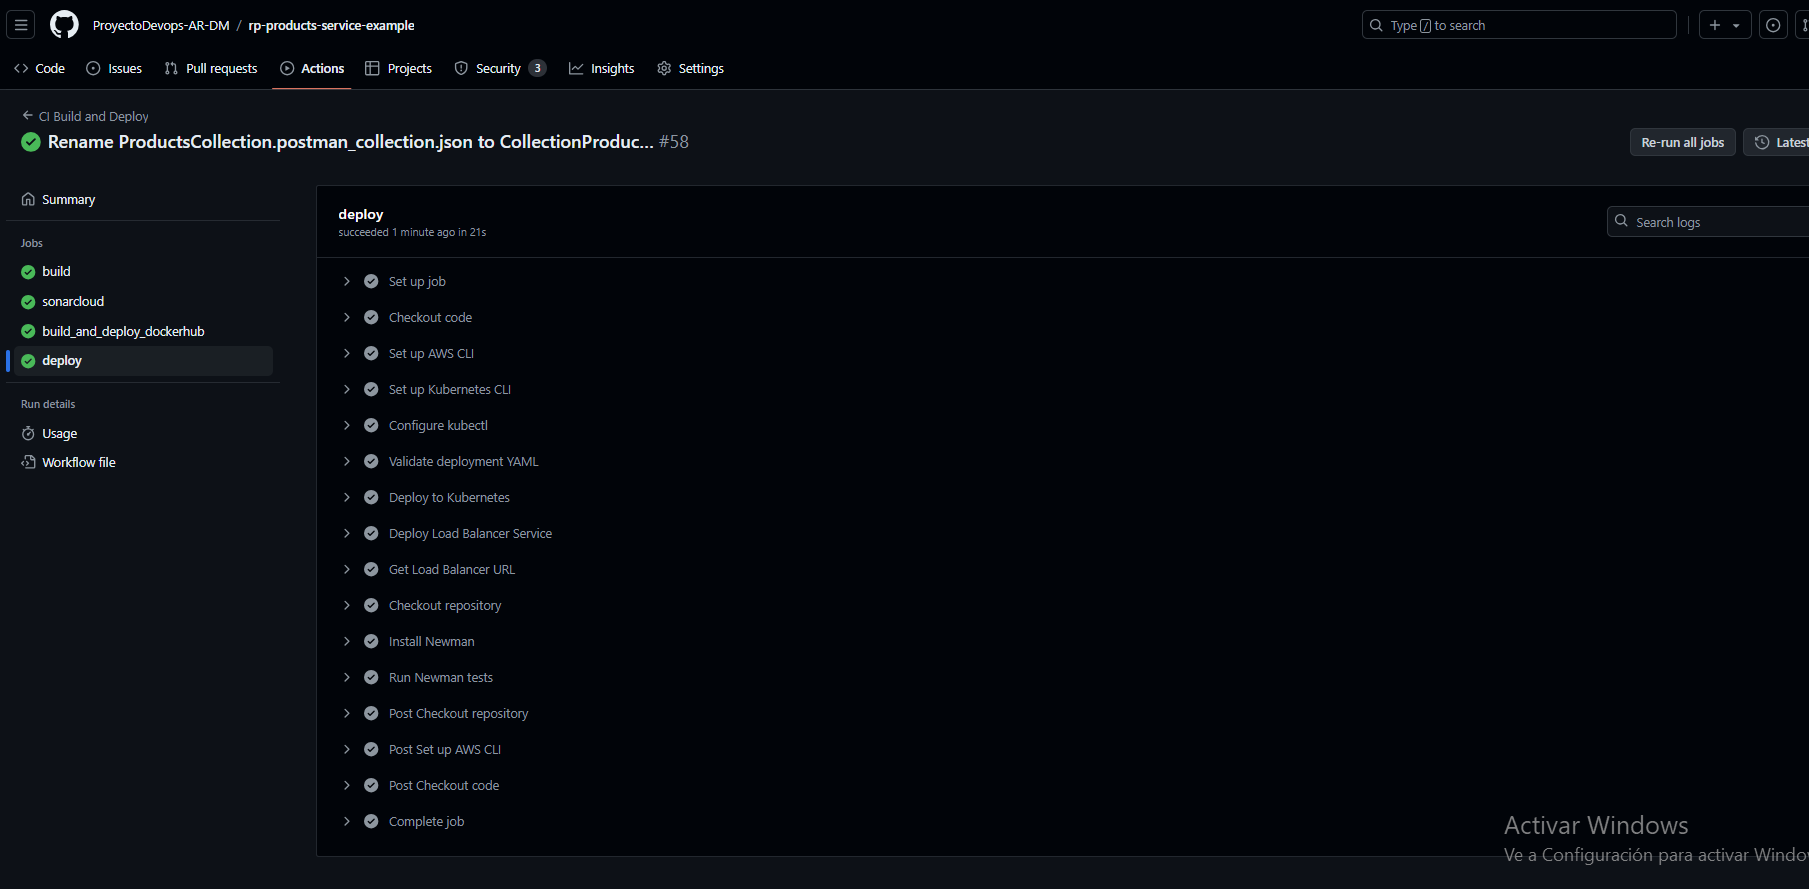 ProyectoDevops-AR-DM / rp-products-service-example
Type / to search
Code
Issues
Pull requests
Actions
Projects
Security 3
Insights
Settings
CI Build and Deploy
Rename ProductsCollection.postman_collection.json to CollectionProduc... #58
Re-run all jobs
Latest
Summary
Jobs
build
sonarcloud
build_and_deploy_dockerhub
deploy
Run details
Usage
Workflow file
deploy
succeeded 1 minute ago in 21s
Search logs
Set up job
Checkout code
Set up AWS CLI
Set up Kubernetes CLI
Configure kubectl
Validate deployment YAML
Deploy to Kubernetes
Deploy Load Balancer Service
Get Load Balancer URL
Checkout repository
Install Newman
Run Newman tests
Post Checkout repository
Post Set up AWS CLI
Post Checkout code
Complete job
Activar Windows
Ve a Configuración para activar Windo